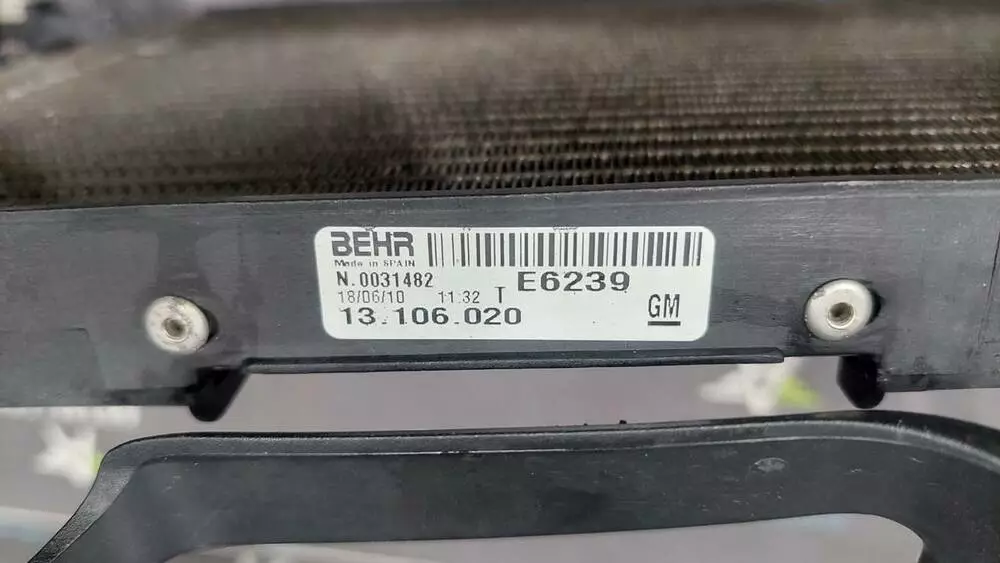 BEHR
Made in SPAIN
N.0031482 E6239
18/06/10 11:32 T
13.106.020 GM